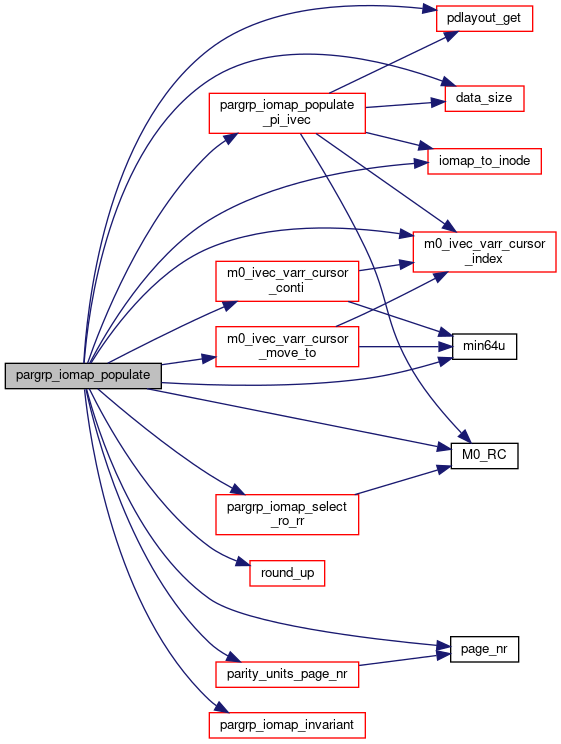 pdlayout_get
data_size
pargrp_iomap_populate
_pi_ivec
iomap_to_inode
m0_ivec_varr_cursor
_index
m0_ivec_varr_cursor
_conti
m0_ivec_varr_cursor
_move_to
min64u
pargrp_iomap_populate
M0_RC
pargrp_iomap_select
_ro_rr
round_up
page_nr
parity_units_page_nr
pargrp_iomap_invariant